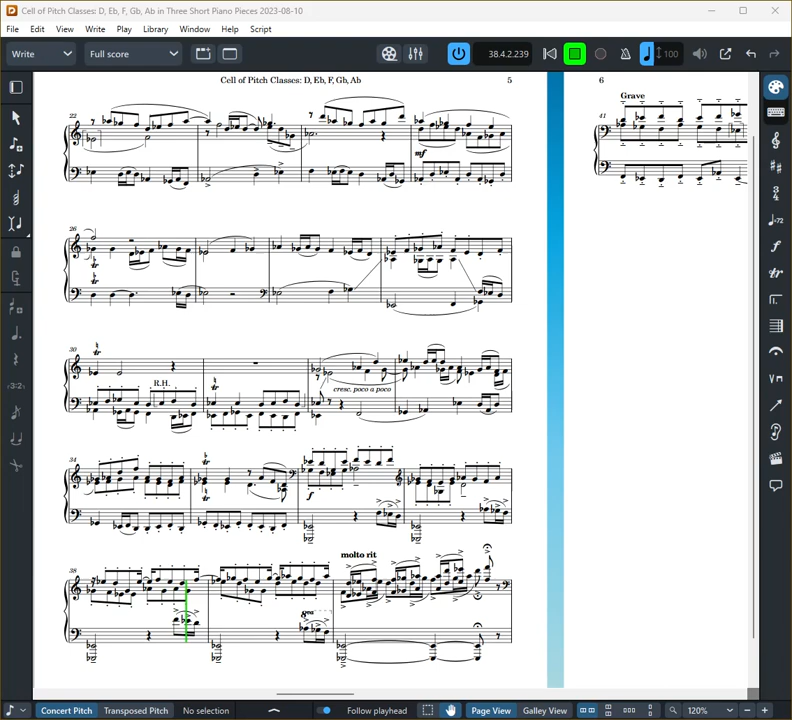 Cell of Pitch Classes: D, Eb, F, Gb, Ab in Three Short Piano Pieces 2023-08-10
File Edit View Write Play Library Window Help Script
Write Full score 38.4.2.239 100
Cell of Pitch Classes: D, Eb, F, Gb, Ab 5
6
22
mf
Grave
41
26
30
R.H.
cresc. poco a poco
34
f
38
molto rit
Concert Pitch Transposed Pitch No selection Follow playhead Page View Galley View 120%